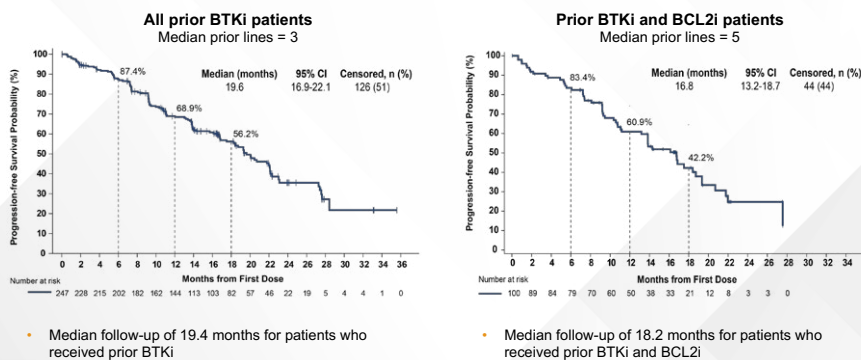 All prior BTKi patients
Median prior lines = 3
Progression-free Survival Probability (%)
100
90
80
70
60
50
40
30
20
10
0
87.4%
68.9%
56.2%
Median (months) 95% CI Censored, n (%)
19.6 16.9-22.1 126 (51)
0 2 4 6 8 10 12 14 16 18 20 22 24 26 28 30 32 34 36
Months from First Dose
Number at risk
247 228 215 202 182 162 144 113 103 82 57 46 22 19 5 4 4 1 0
• Median follow-up of 19.4 months for patients who
received prior BTKi
Prior BTKi and BCL2i patients
Median prior lines = 5
Progression-free Survival Probability (%)
100
90
80
70
60
50
40
30
20
10
0
83.4%
60.9%
42.2%
Median (months) 95% CI Censored, n (%)
16.8 13.2-18.7 44 (44)
0 2 4 6 8 10 12 14 16 18 20 22 24 26 28 30 32 34
Months from First Dose
Number at risk
100 89 84 79 70 60 50 38 33 21 12 8 3 3 0
• Median follow-up of 18.2 months for patients who
received prior BTKi and BCL2i